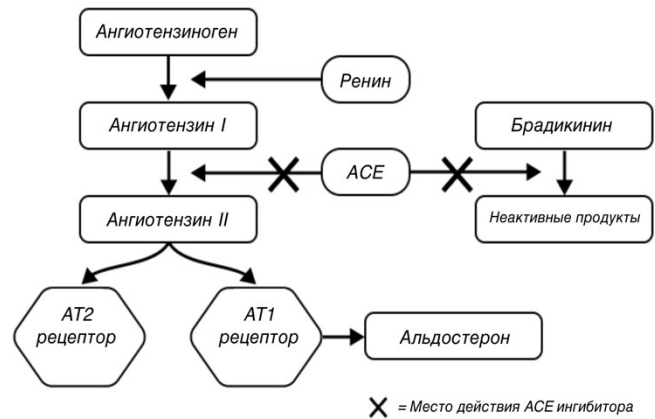 Ангиотензиноген
Ренин
Ангиотензин I
Брадикинин
ACE
Ангиотензин II
Неактивные продукты
AT2
рецептор
AT1
рецептор
Альдостерон
= Место действия ACE ингибитора